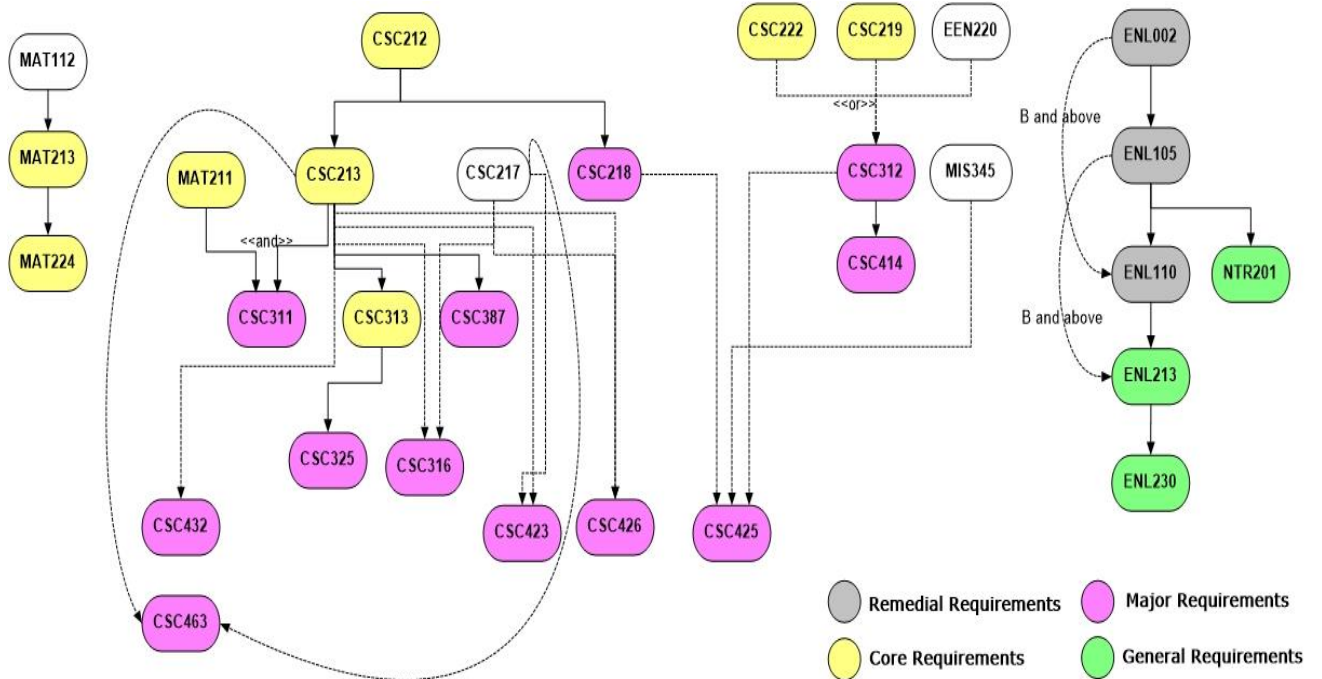 CSC222
CSC219
EEN220
ENL002
CSC212
MAT112
<<or>>
B and above
MAT213
MAT211
CSC213
CSC217
CSC218
CSC312
MIS345
ENL105
<<and>>
MAT224
CSC414
ENL110
NTR201
CSC311
CSC313
CSC387
B and above
ENL213
CSC325
CSC316
ENL230
CSC432
CSC423
CSC426
CSC425
CSC463
Remedial Requirements
Major Requirements
Core Requirements
General Requirements